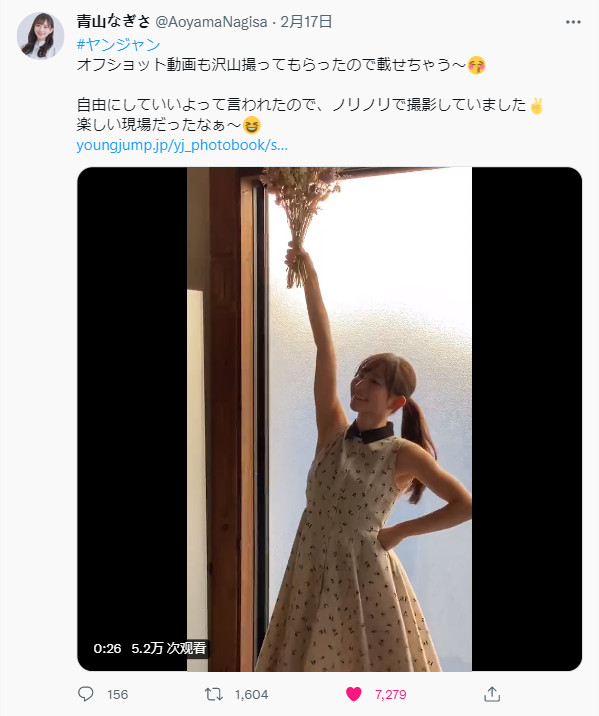 青山なぎさ @AoyamaNagisa · 2月17日
#ヤンジャン
オフショット動画も沢山撮ってもらったので載せちゃう〜😚
自由にしていいよって言われたので、ノリノリで撮影していました✌
楽しい現場だったなぁ〜😆
youngjump.jp/yj_photobook/s...
0:26 5.2万 次观看
156 1,604 7,279